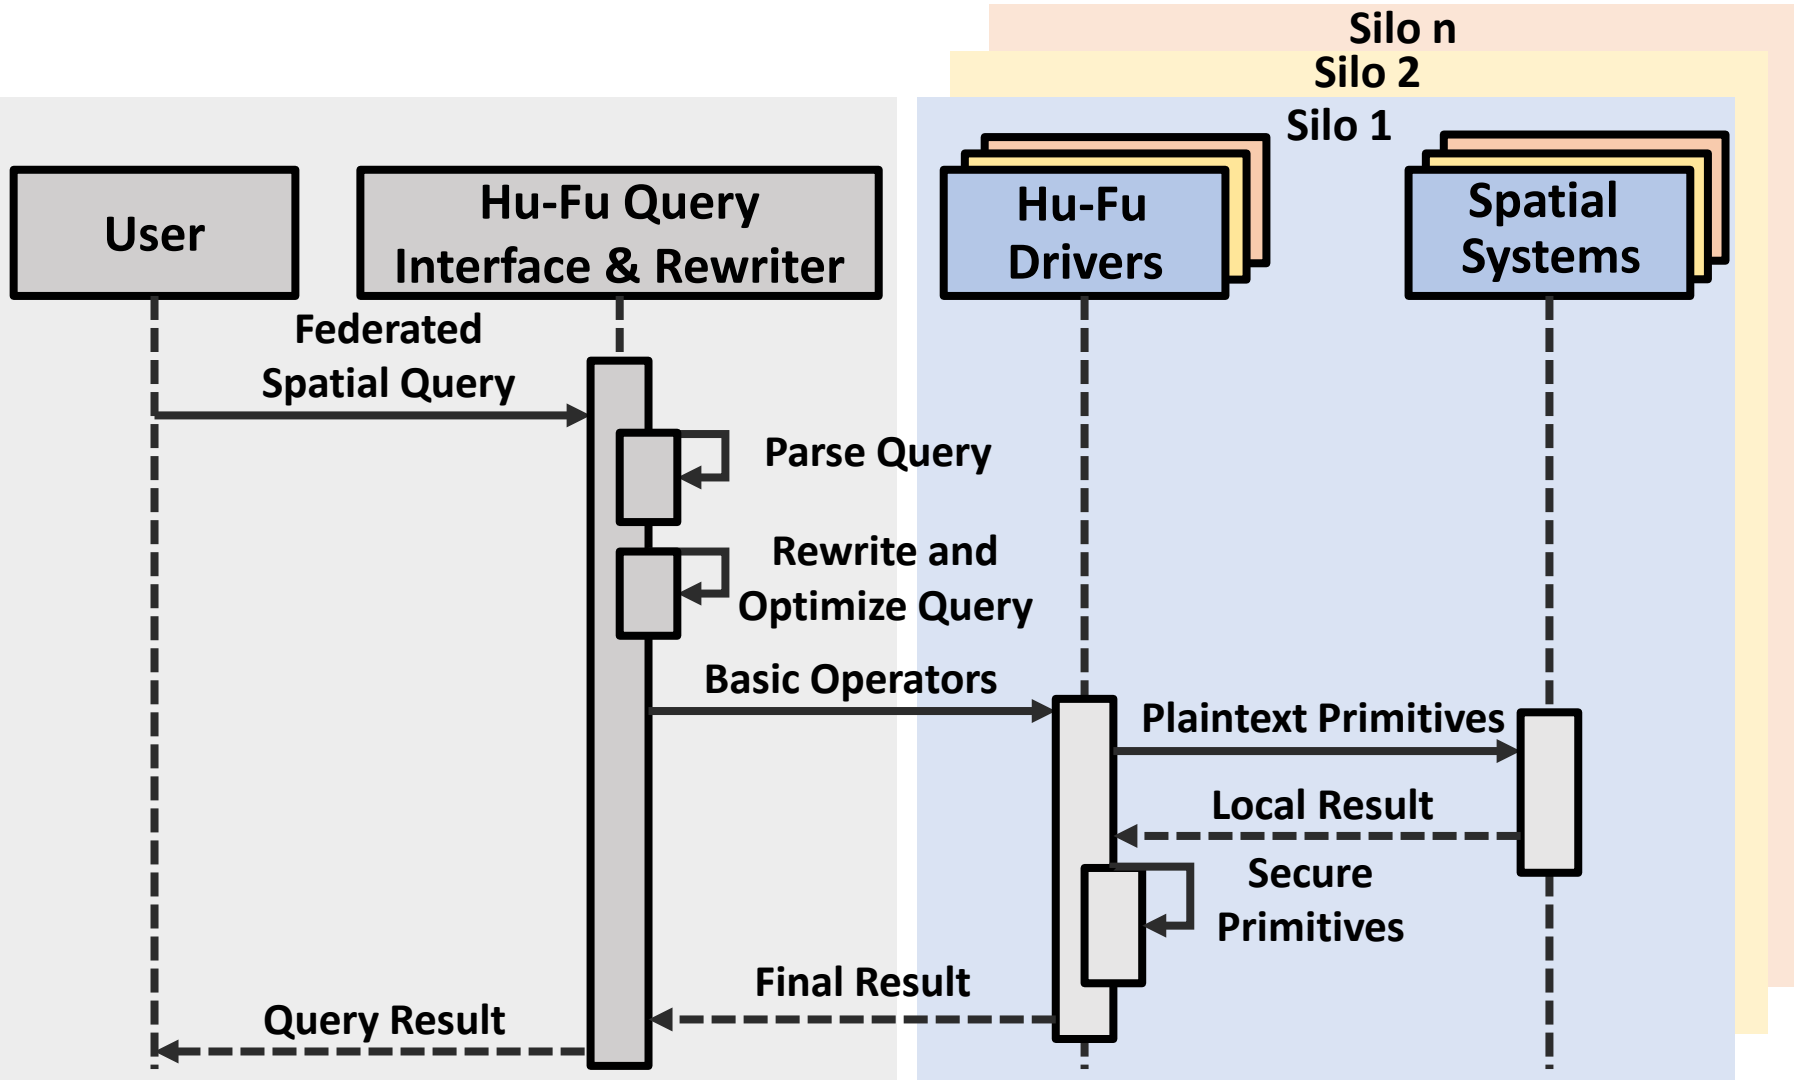 Silo n
Silo 2
Silo 1
User
Hu-Fu Query
Interface & Rewriter
Hu-Fu
Drivers
Spatial
Systems
Federated
Spatial Query
Parse Query
Rewrite and
Optimize Query
Basic Operators
Plaintext Primitives
Local Result
Secure
Primitives
Final Result
Query Result